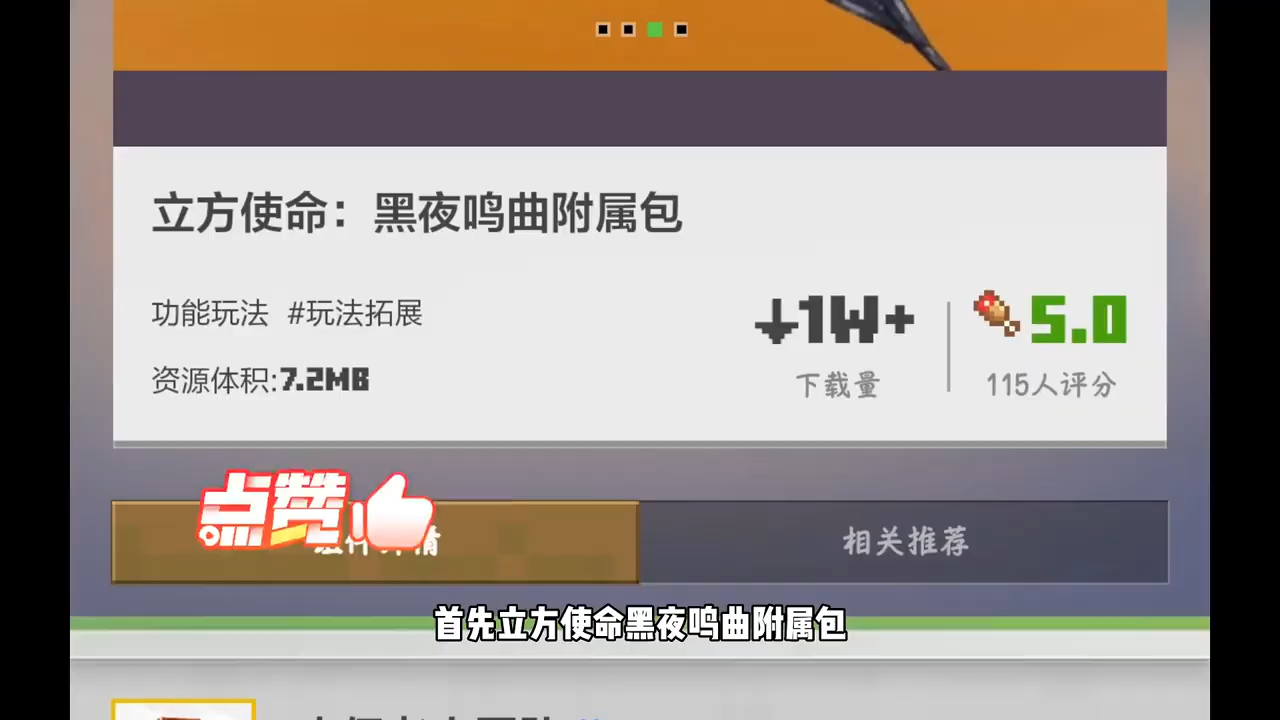 立方使命：黑夜鸣曲附属包
功能玩法 #玩法拓展
资源体积:7.2MB
↓1W+
下载量
5.0
115人评分
点赞
相关推荐
首先立方使命黑夜鸣曲附属包